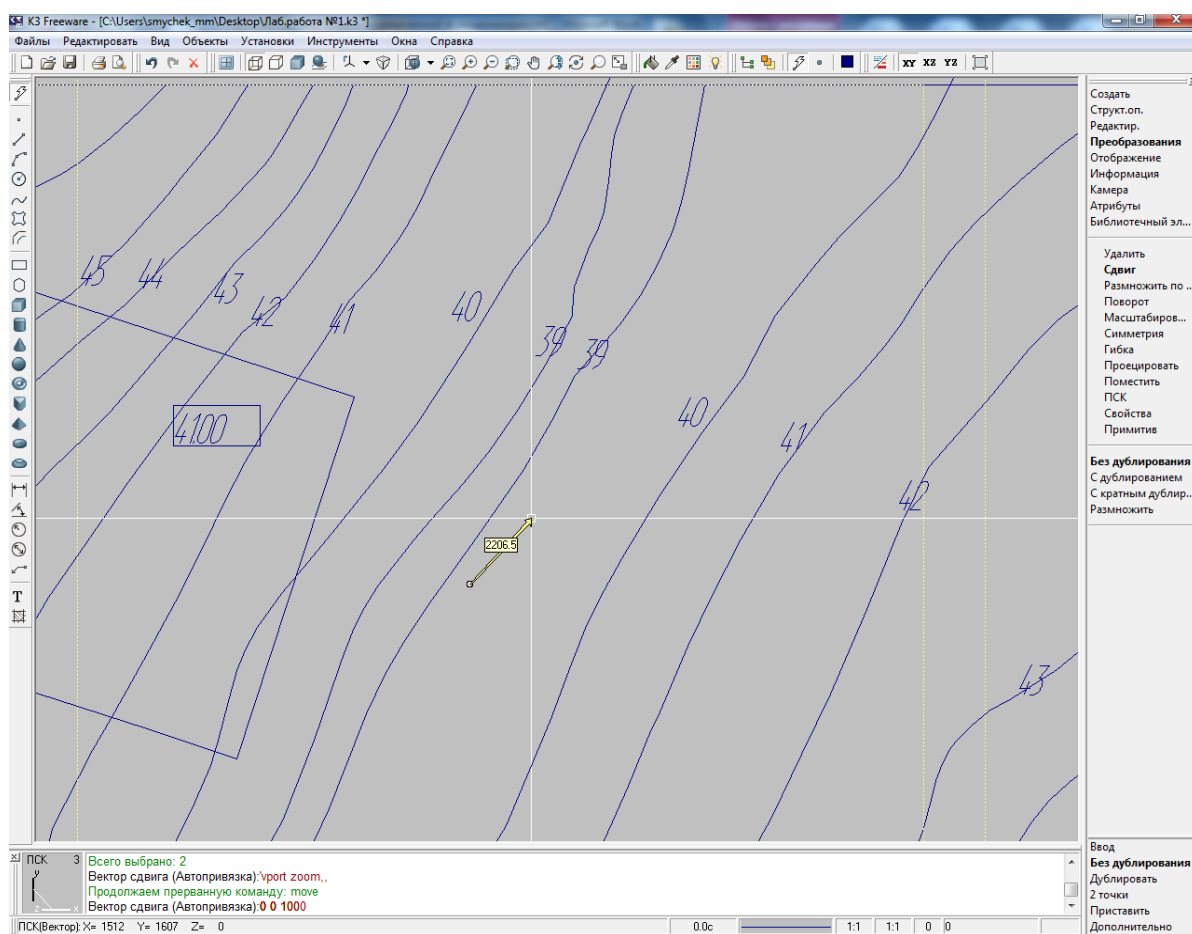 K3 Freeware - [C:\Users\smychek_mm\Desktop\Лаб.работа №1.k3 *]
Файлы Редактировать Вид Объекты Установки Инструменты Окна Справка
XY XZ YZ
T
Создать
Структ.оп.
Редактир.
Преобразования
Отображение
Информация
Камера
Атрибуты
Библиотечный эл...
Удалить
Сдвиг
Размножить по ..
Поворот
Масштабиров...
Симметрия
Гибка
Проецировать
Поместить
ПСК
Свойства
Примитив
Без дублирования
С дублированием
С кратным дублир...
Размножить
45 44 43 42 41 40 39 39
41.00
40 41 42
2206.5
43
ПСК 3
y
z x
Всего выбрано: 2
Вектор сдвига (Автопривязка):'vport zoom,,
Продолжаем прерванную команду: move
Вектор сдвига (Автопривязка):0 0 1000
Ввод
Без дублирования
Дублировать
2 точки
Приставить
Дополнительно
ПСК(Вектор): X= 1512 Y= 1607 Z= 0 0.0c 1:1 1:1 0 0